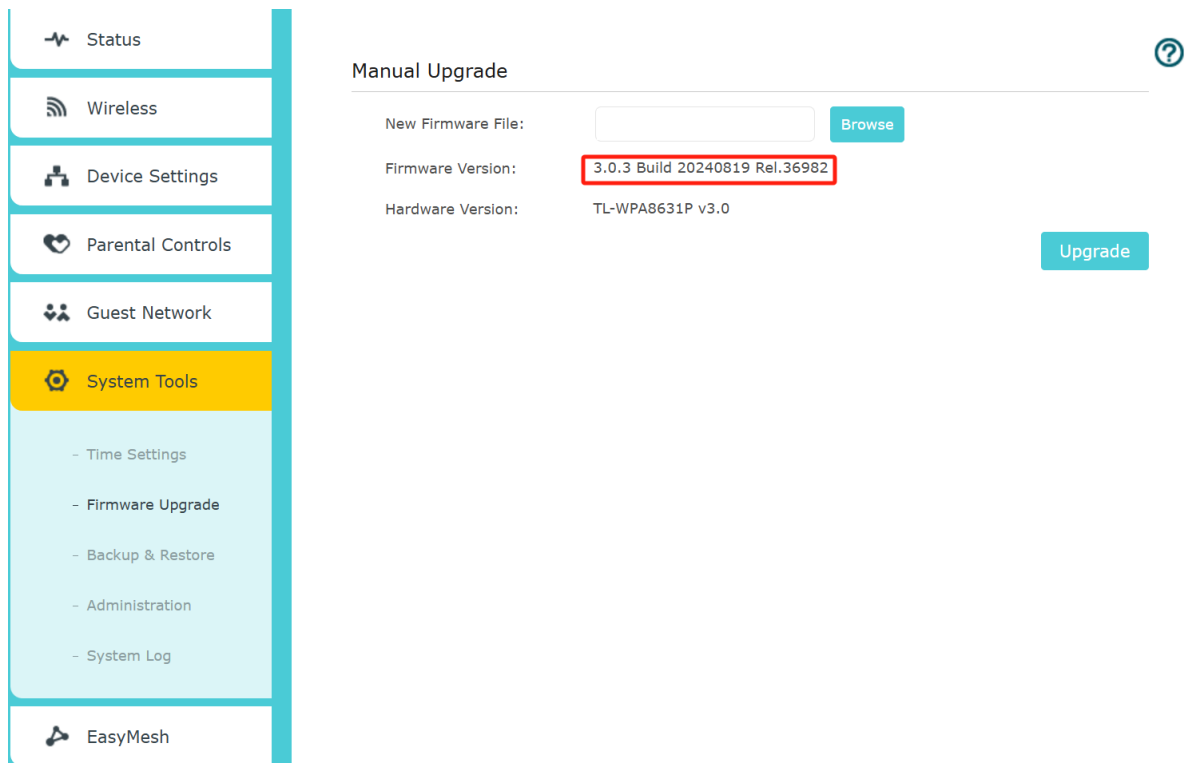 Status
Wireless
Device Settings
Parental Controls
Guest Network
System Tools
- Time Settings
- Firmware Upgrade
- Backup & Restore
- Administration
- System Log
EasyMesh
?
Manual Upgrade
New Firmware File:
Browse
Firmware Version:
3.0.3 Build 20240819 Rel.36982
Hardware Version:
TL-WPA8631P v3.0
Upgrade